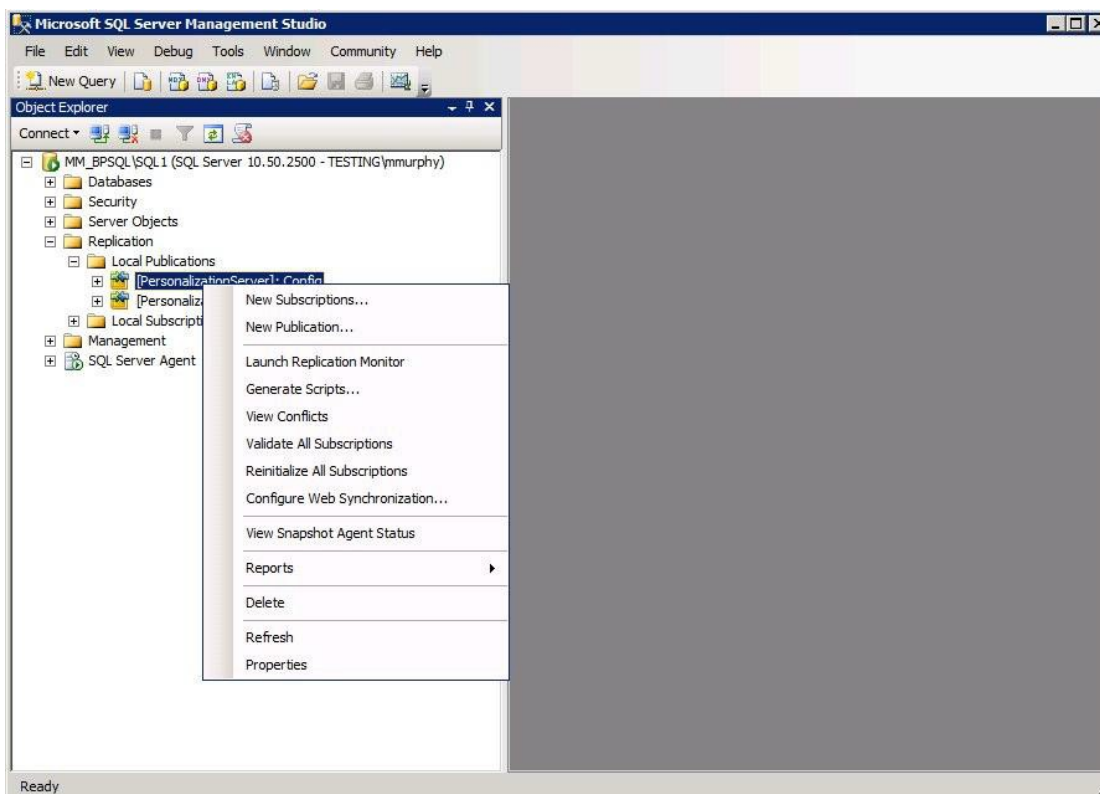 Microsoft SQL Server Management Studio
File Edit View Debug Tools Window Community Help
New Query
Object Explorer
Connect
MM_BPSQL\SQL1 (SQL Server 10.50.2500 - TESTING\mmurphy)
Databases
Security
Server Objects
Replication
Local Publications
[PersonalizationServer]: Config
[Personaliz
Local Subscripti
Management
SQL Server Agent
New Subscriptions...
New Publication...
Launch Replication Monitor
Generate Scripts...
View Conflicts
Validate All Subscriptions
Reinitialize All Subscriptions
Configure Web Synchronization...
View Snapshot Agent Status
Reports
Delete
Refresh
Properties
Ready